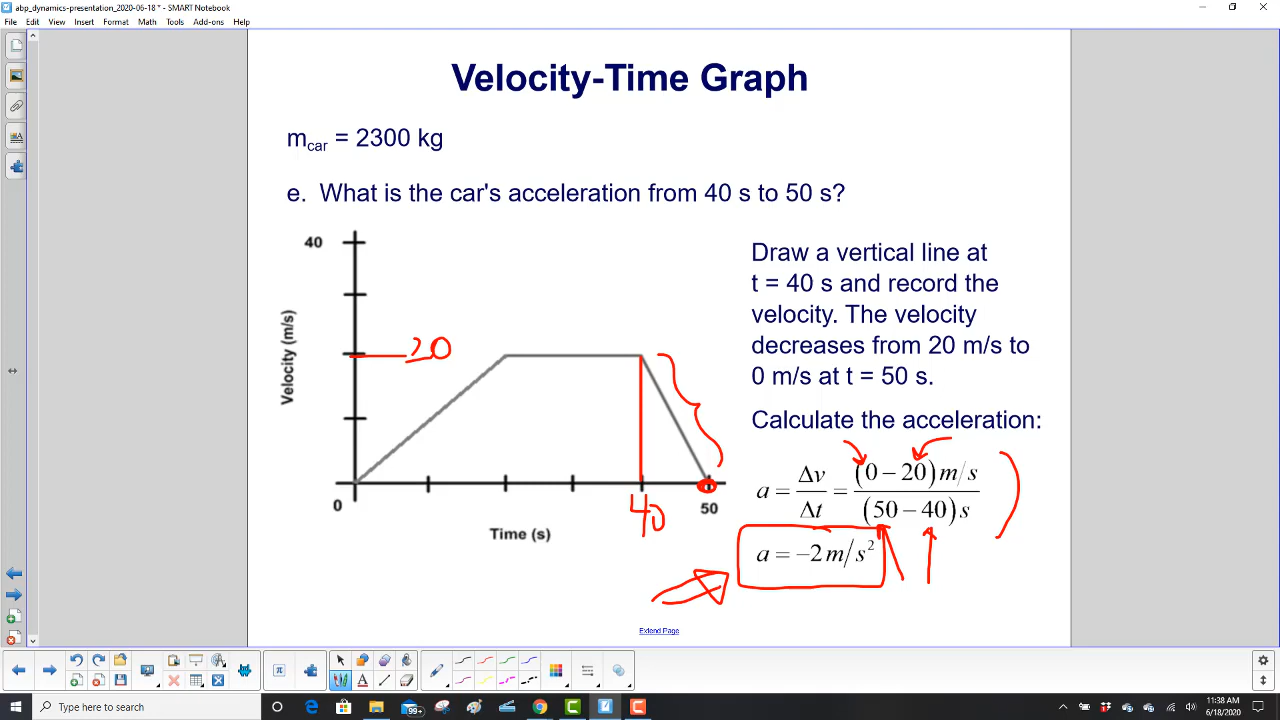 abp_dynamics-presentation_2020-06-18 * - SMART Notebook
File Edit View Insert Format Math Tools Add-ons Help
Velocity-Time Graph
m_car = 2300 kg
e. What is the car's acceleration from 40 s to 50 s?
40
20
Velocity (m/s)
0
40
50
Time (s)
Draw a vertical line at
t = 40 s and record the
velocity. The velocity
decreases from 20 m/s to
0 m/s at t = 50 s.
Calculate the acceleration:
a = Δv/Δt = (0 − 20) m/s / (50 − 40) s
a = −2 m/s²
Extend Page
Type here to search
99+
11:38 AM
6/18/2020